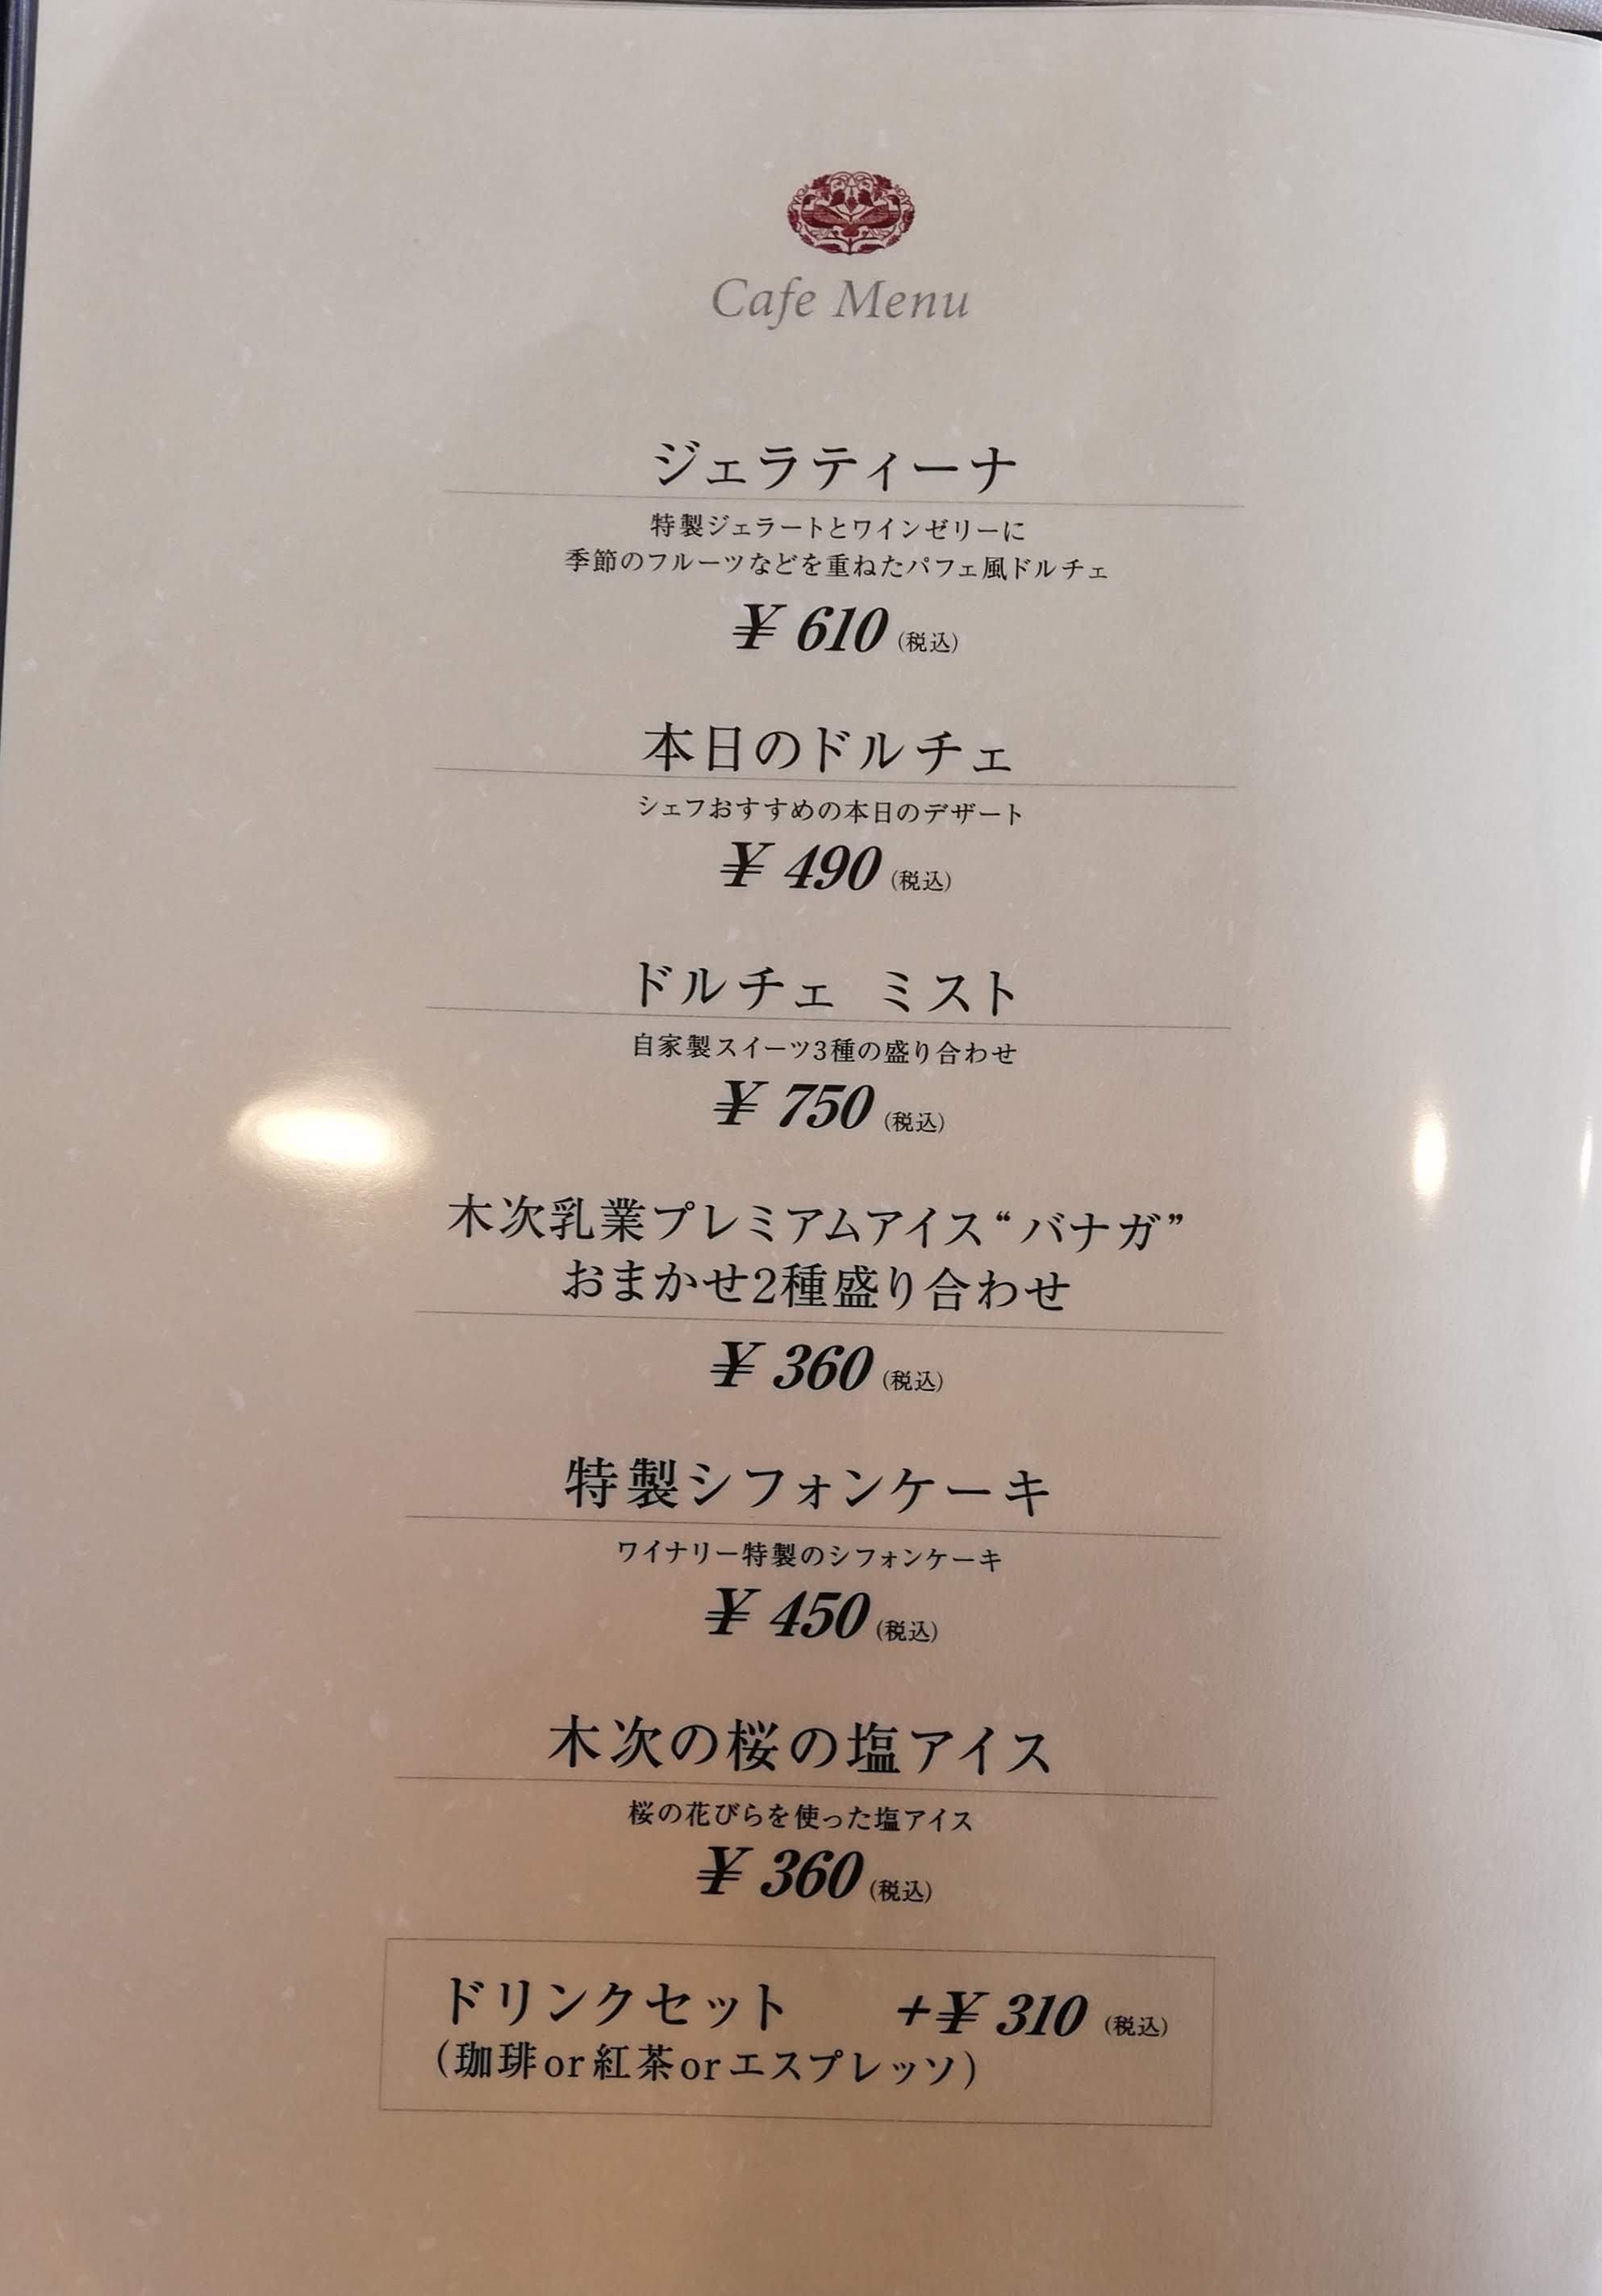 Cafe Menu
ジェラティーナ
特製ジェラートとワインゼリーに
季節のフルーツなどを重ねたパフェ風ドルチェ
¥ 610 (税込)
本日のドルチェ
シェフおすすめの本日のデザート
¥ 490 (税込)
ドルチェ ミスト
自家製スイーツ3種の盛り合わせ
¥ 750 (税込)
木次乳業プレミアムアイス“バナガ”
おまかせ2種盛り合わせ
¥ 360 (税込)
特製シフォンケーキ
ワイナリー特製のシフォンケーキ
¥ 450 (税込)
木次の桜の塩アイス
桜の花びらを使った塩アイス
¥ 360 (税込)
ドリンクセット +¥ 310 (税込)
(珈琲or紅茶orエスプレッソ)